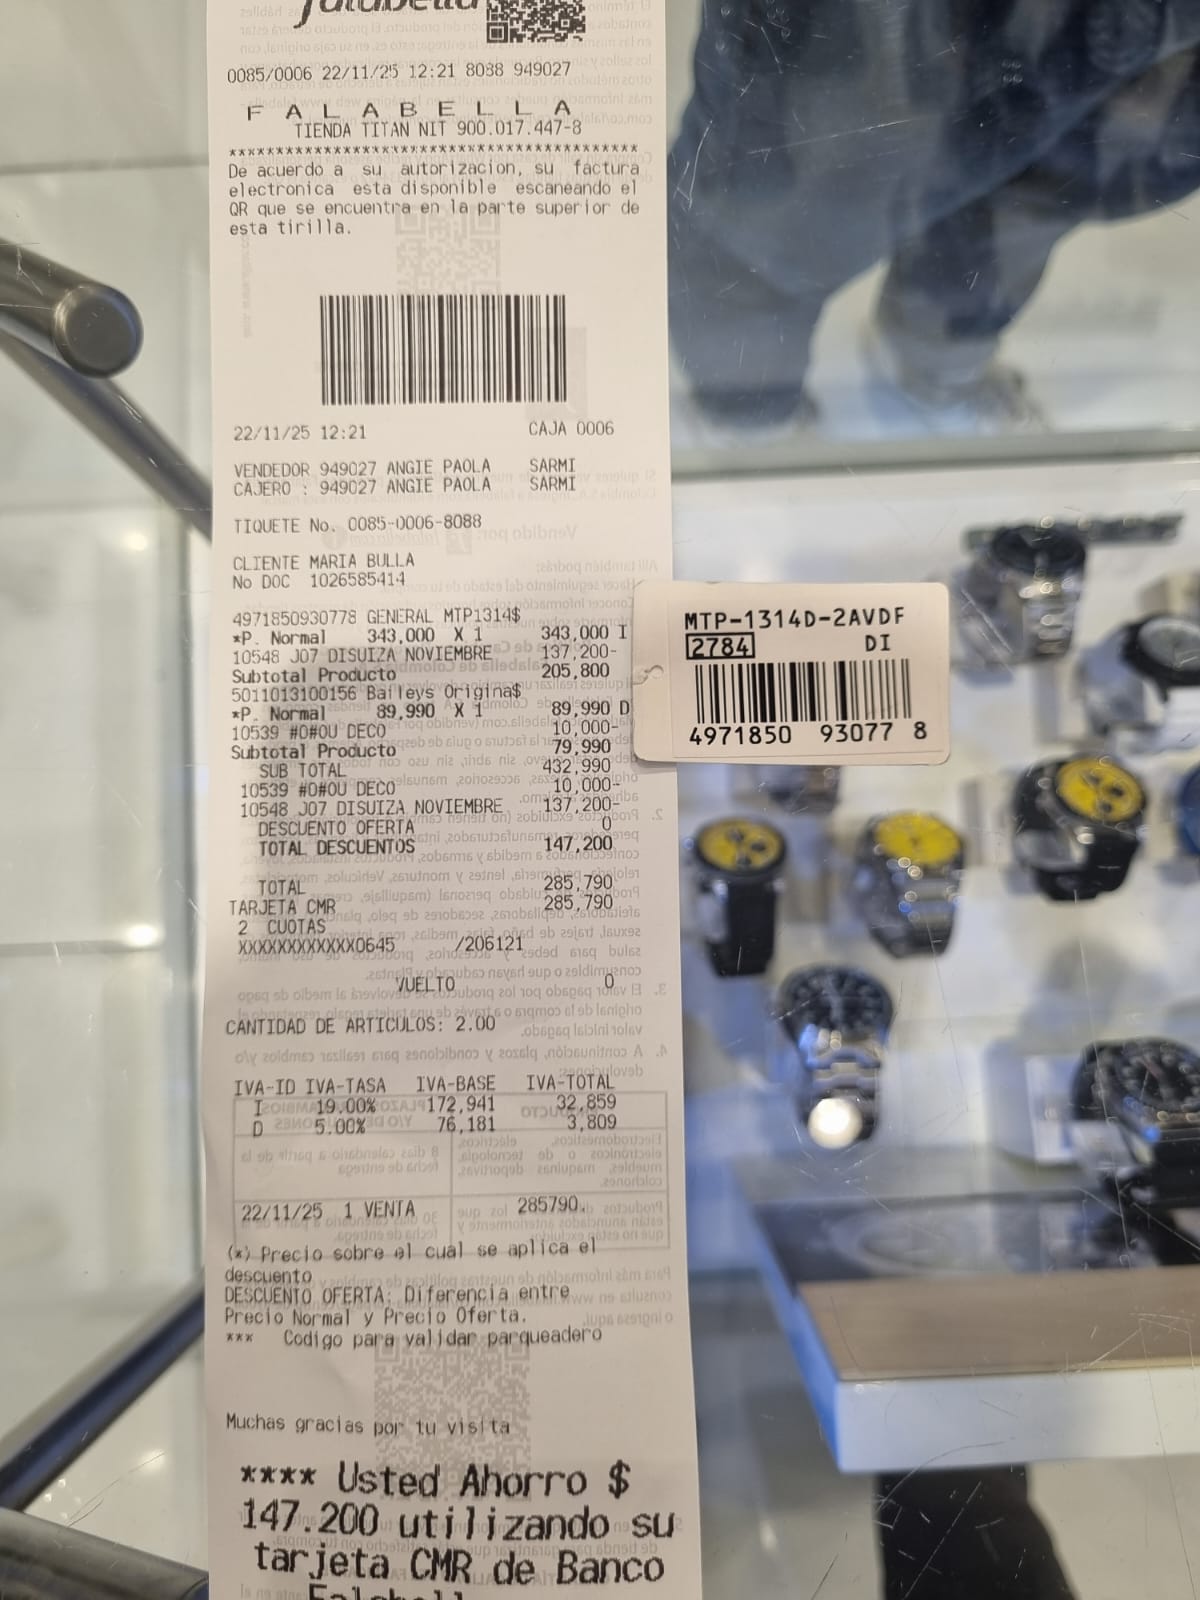 falabella
0085/0006 22/11/25 12:21 8088 949027
F A L A B E L L A
TIENDA TITAN NIT 900.017.447-8
****************************************
De acuerdo a su autorizacion, su factura
electronica esta disponible escaneando el
QR que se encuentra en la parte superior de
esta tirilla.
22/11/25 12:21 CAJA 0006
VENDEDOR 949027 ANGIE PAOLA SARMI
CAJERO : 949027 ANGIE PAOLA SARMI
TIQUETE No. 0085-0006-8088
CLIENTE MARIA BULLA
No DOC 1026585414
4971850930778 GENERAL MTP1314$
*P. Normal 343,000 X 1 343,000 I
10548 J07 DISUIZA NOVIEMBRE 137,200-
Subtotal Producto 205,800
5011013100156 Baileys Origina$
*P. Normal 89,990 X 1 89,990 D
10539 #D#OU DECO 10,000-
Subtotal Producto 79,990
SUB TOTAL 432,990
10539 #D#OU DECO 10,000-
10548 J07 DISUIZA NOVIEMBRE 137,200-
DESCUENTO OFERTA 0
TOTAL DESCUENTOS 147,200
TOTAL 285,790
TARJETA CMR 285,790
2 CUOTAS
XXXXXXXXXXXX0645 /206121
VUELTO 0
CANTIDAD DE ARTICULOS: 2.00
IVA-ID IVA-TASA IVA-BASE IVA-TOTAL
I 19.00% 172,941 32,859
D 5.00% 76,181 3,809
22/11/25 1 VENTA 285790.
(*) Precio sobre el cual se aplica el
descuento
DESCUENTO OFERTA: Diferencia entre
Precio Normal y Precio Oferta.
*** Codigo para validar parqueadero
Muchas gracias por tu visita
**** Usted Ahorro $
147.200 utilizando su
tarjeta CMR de Banco
MTP-1314D-2AVDF
2784 DI
4971850 93077 8